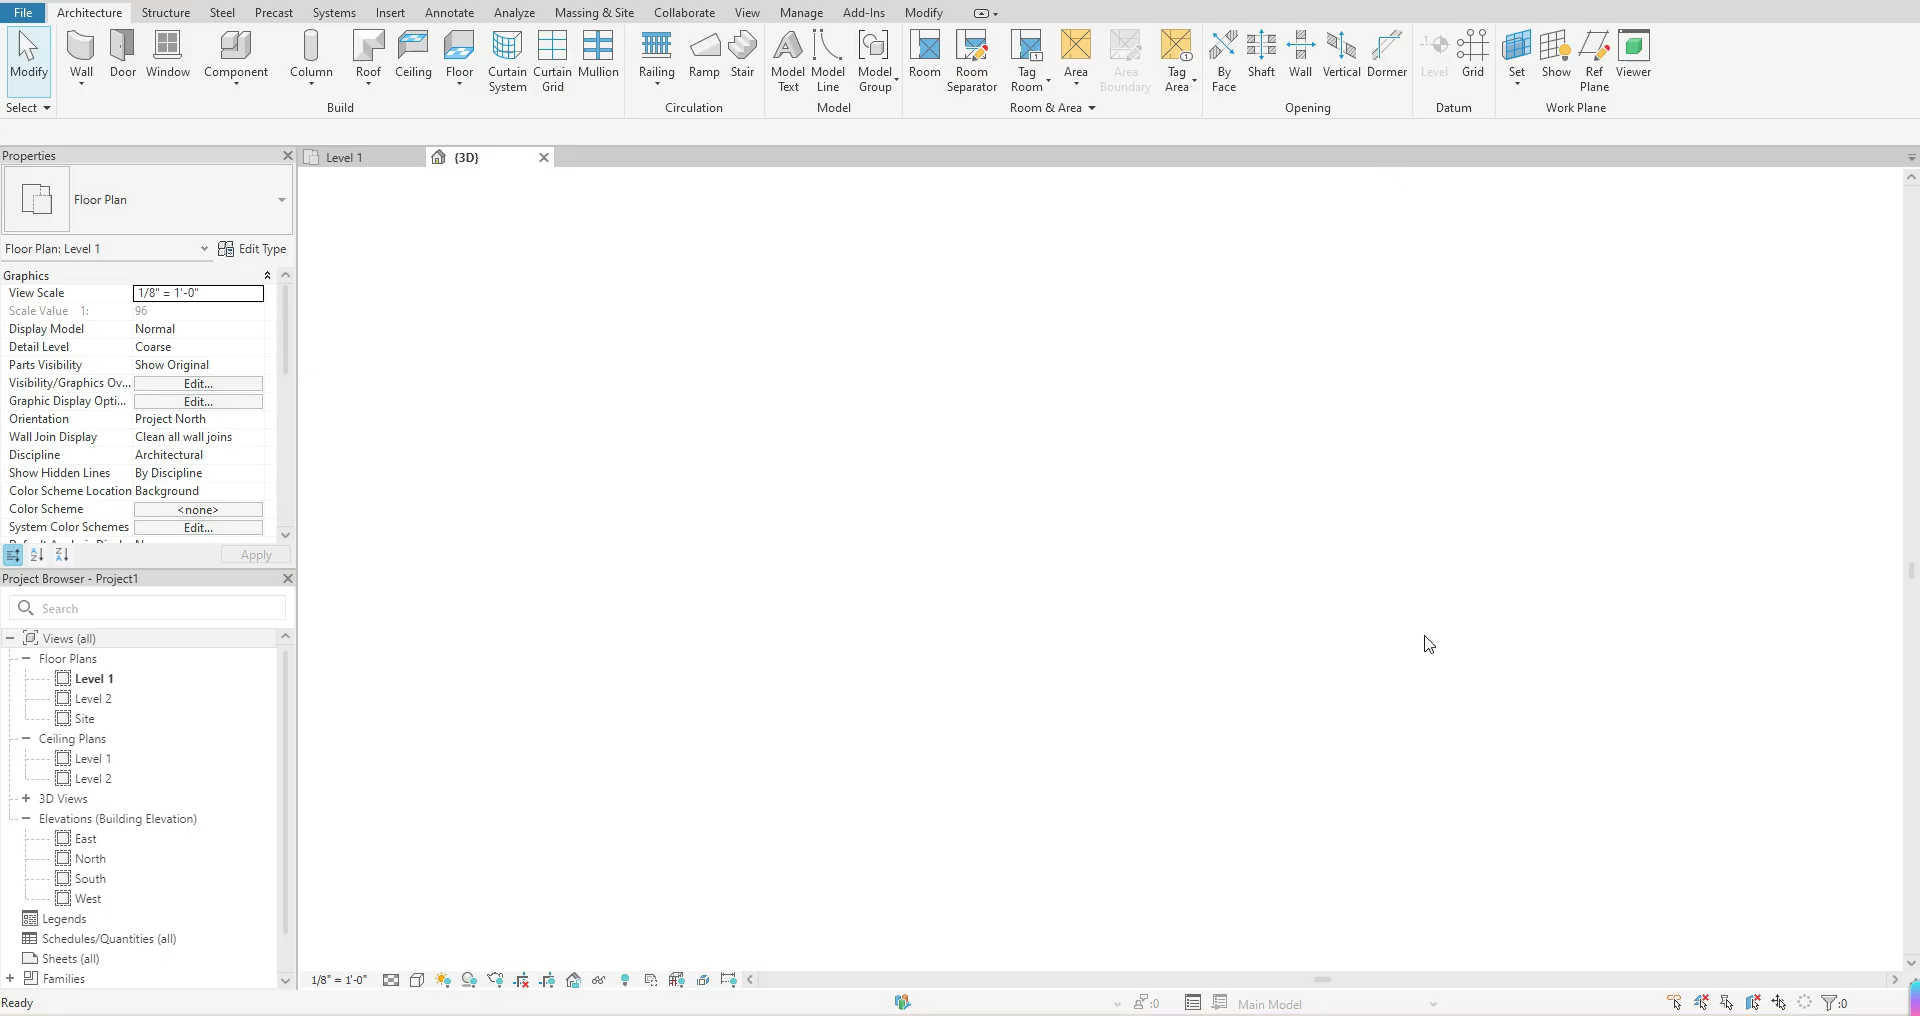 File Architecture Structure Steel Precast Systems Insert Annotate Analyze Massing & Site Collaborate View Manage Add-Ins Modify
Modify Wall Door Window Component Column Roof Ceiling Floor Curtain System Curtain Grid Mullion Railing Ramp Stair Model Text Model Line Model Group Room Room Separator Tag Room Area Area Boundary Tag Area By Face Shaft Wall Vertical Dormer Level Grid Set Show Ref Plane Viewer
Select Build Circulation Model Room & Area Opening Datum Work Plane
Properties
Level 1 {3D}
Floor Plan
Floor Plan: Level 1 Edit Type
Graphics
View Scale 1/8" = 1'-0"
Scale Value 1: 96
Display Model Normal
Detail Level Coarse
Parts Visibility Show Original
Visibility/Graphics Ov... Edit...
Graphic Display Opti... Edit...
Orientation Project North
Wall Join Display Clean all wall joins
Discipline Architectural
Show Hidden Lines By Discipline
Color Scheme Location Background
Color Scheme <none>
System Color Schemes Edit...
Apply
Project Browser - Project1
Search
Views (all)
Floor Plans
Level 1
Level 2
Site
Ceiling Plans
Level 1
Level 2
3D Views
Elevations (Building Elevation)
East
North
South
West
Legends
Schedules/Quantities (all)
Sheets (all)
Families
1/8" = 1'-0"
Ready :0 Main Model :0